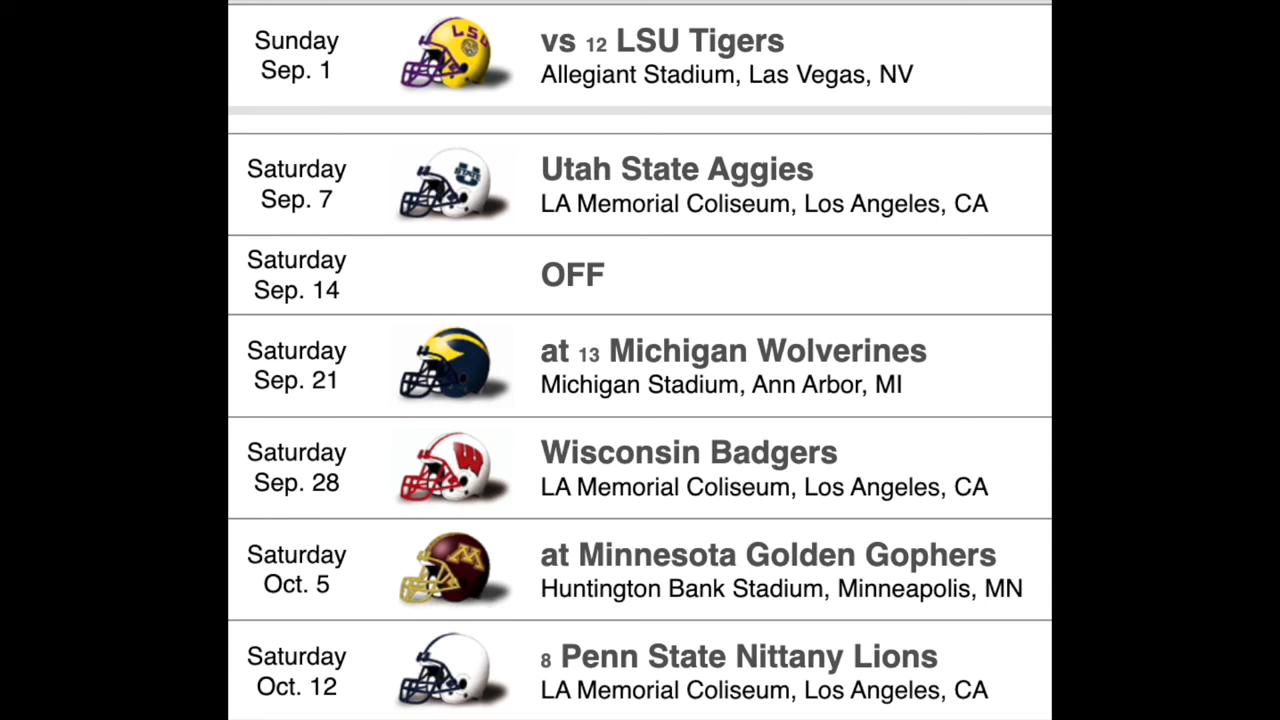 Sunday
Sep. 1
LSU
vs 12 LSU Tigers
Allegiant Stadium, Las Vegas, NV
Saturday
Sep. 7
Utah State Aggies
LA Memorial Coliseum, Los Angeles, CA
Saturday
Sep. 14
OFF
Saturday
Sep. 21
at 13 Michigan Wolverines
Michigan Stadium, Ann Arbor, MI
Saturday
Sep. 28
W
Wisconsin Badgers
LA Memorial Coliseum, Los Angeles, CA
Saturday
Oct. 5
M
at Minnesota Golden Gophers
Huntington Bank Stadium, Minneapolis, MN
Saturday
Oct. 12
8 Penn State Nittany Lions
LA Memorial Coliseum, Los Angeles, CA